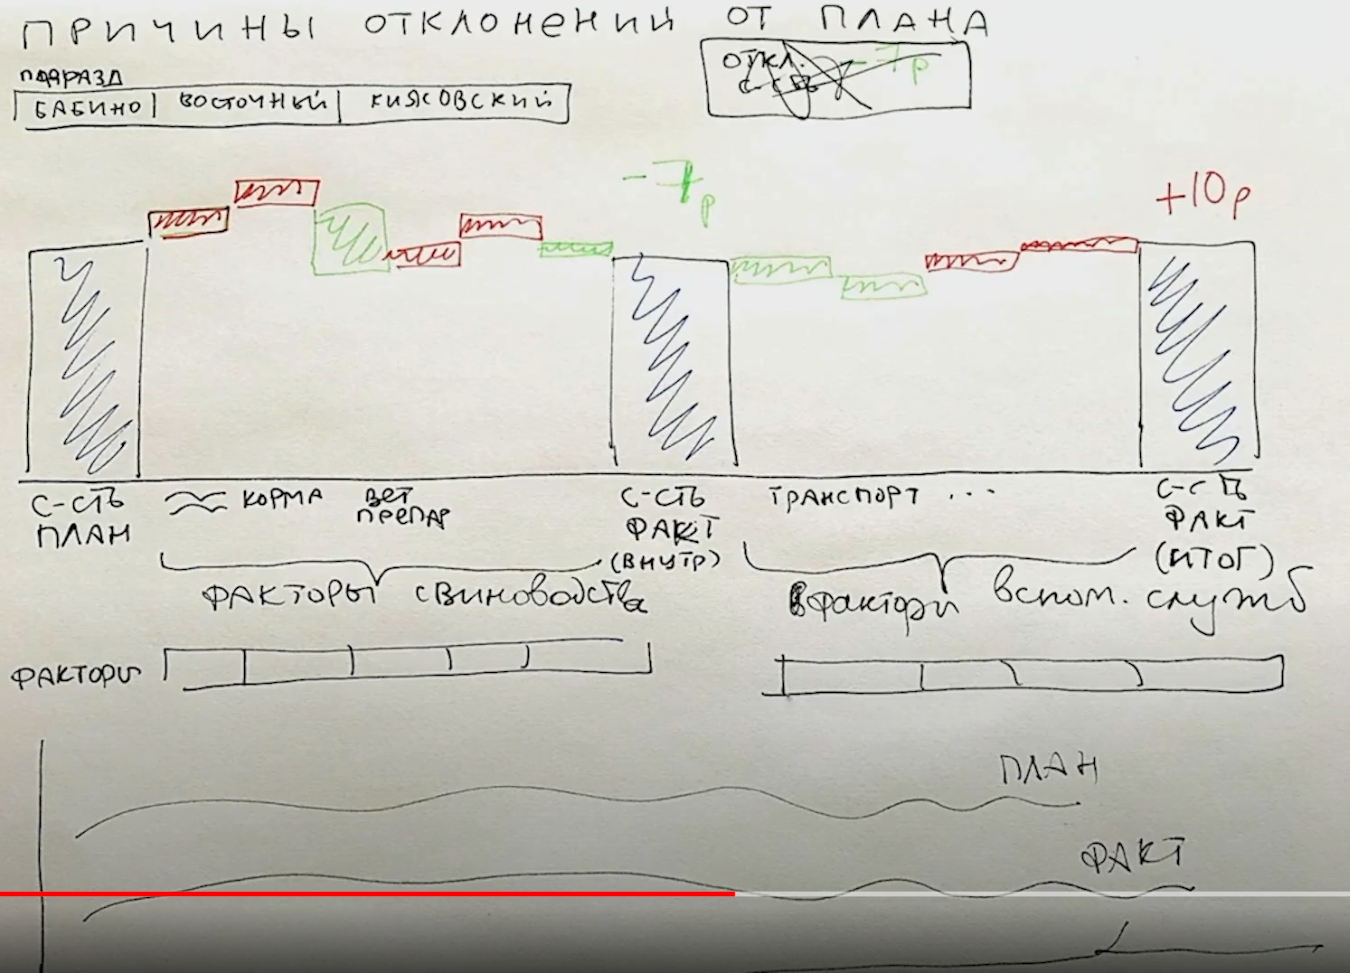 ПРИЧИНЫ ОТКЛОНЕНИЙ ОТ ПЛАНА
ПОДРАЗД
БАБИНО ВОСТОЧНЫЙ КИЯСОВСКИЙ
ОТКЛ. -7р
С-СТЬ
-7р
+10р
С-СТЬ ПЛАН
КОРМА
ВЕТ ПРЕПАР
С-СТЬ ФАКТ (ВНУТР)
ТРАНСПОРТ ...
С-СТЬ ФАКТ (ИТОГ)
ФАКТОРЫ свиноводства
факторы вспом. служб
ФАКТОРЫ
ПЛАН
ФАКТ